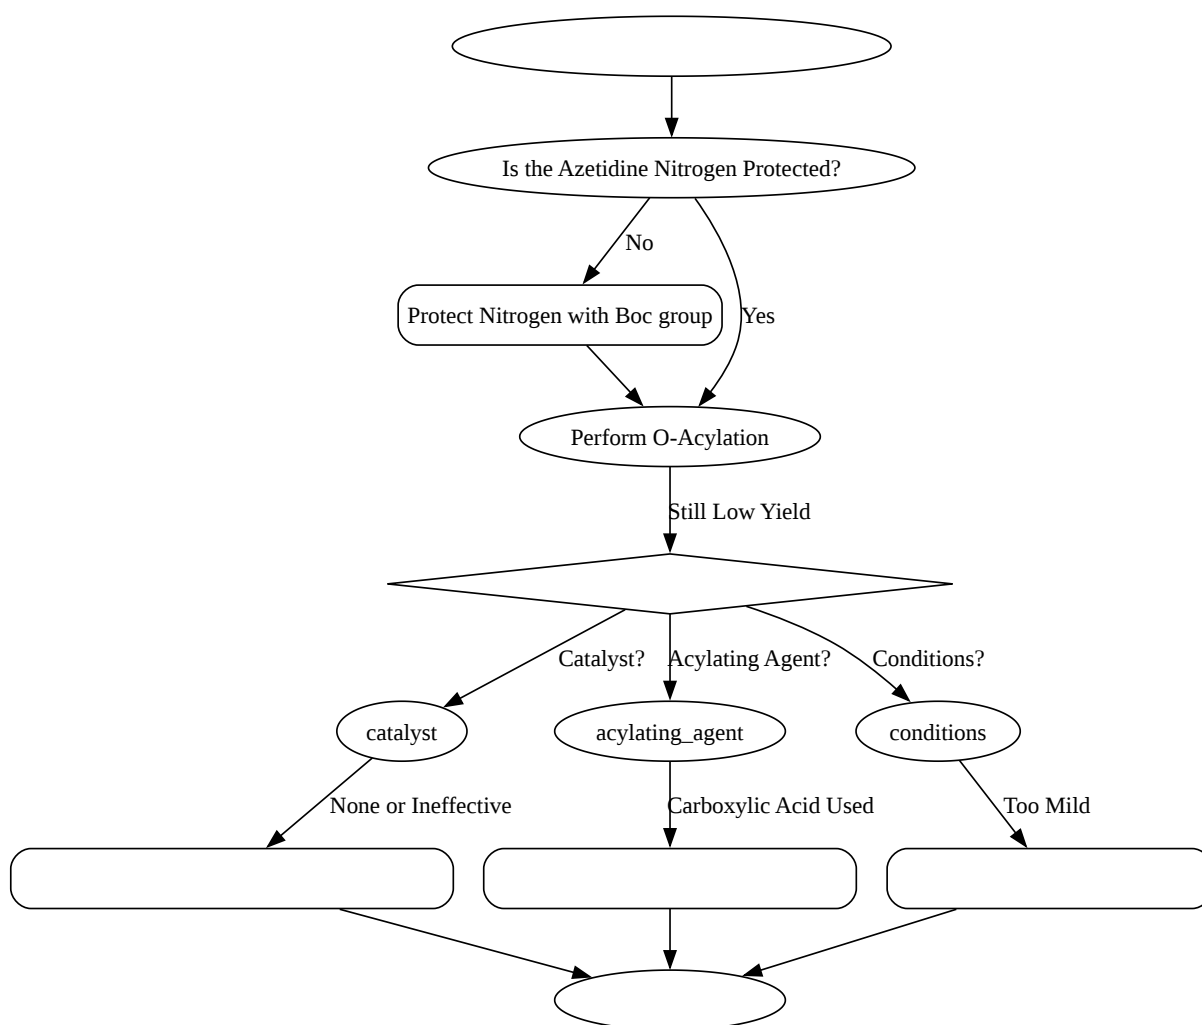 Is the Azetidine Nitrogen Protected?
No
Protect Nitrogen with Boc group
Yes
Perform O-Acylation
Still Low Yield
Catalyst?
Acylating Agent?
Conditions?
catalyst
acylating_agent
conditions
None or Ineffective
Carboxylic Acid Used
Too Mild